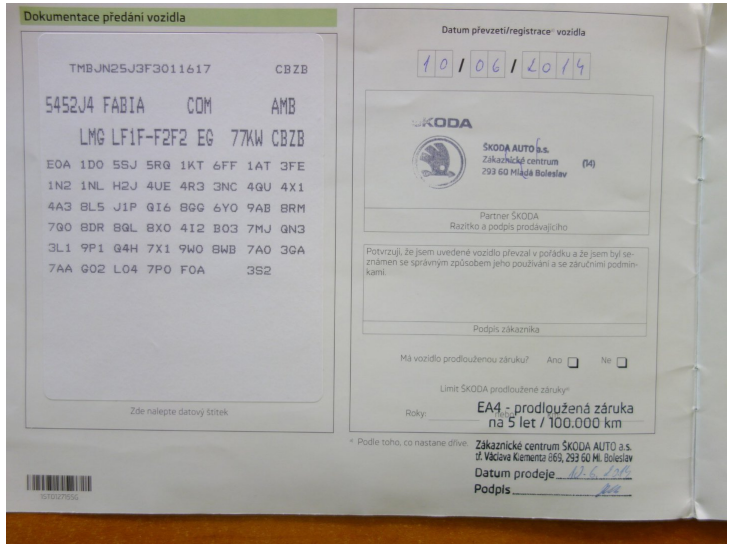 Dokumentace předání vozidla
TMBJN25J3F3011617 CBZB
5452J4 FABIA COM AMB
LMG LF1F-F2F2 EG 77KW CBZB
E0A 1D0 5SJ 5RQ 1KT 6FF 1AT 3FE
1N2 1NL H2J 4UE 4R3 3NC 4QU 4X1
4A3 8L5 J1P QI6 8GG 6Y0 9AB 8RM
7Q0 8DR 8QL 8X0 4I2 B03 7MJ QN3
3L1 9P1 Q4H 7X1 9W0 8WB 7A0 3GA
7AA G02 L04 7P0 F0A 3S2
Zde nalepte datový štítek
Datum převzetí/registrace vozidla
10/06/2014
ŠKODA
ŠKODA AUTO a.s.
Zákaznické centrum (14)
293 60 Mladá Boleslav
Partner ŠKODA
Razítko a podpis prodávajícího
Potvrzuji, že jsem uvedené vozidlo převzal v pořádku a že jsem byl se-
známen se správným způsobem jeho používání a se záručními podmín-
kami.
Podpis zákazníka
Má vozidlo prodlouženou záruku? Ano Ne
Limit ŠKODA prodloužené záruky
Roky:
EA4 - prodloužená záruka
na 5 let / 100.000 km
Podle toho, co nastane dříve.
Zákaznické centrum ŠKODA AUTO a.s.
tř. Václava Klementa 869, 293 60 Ml. Boleslav
Datum prodeje 10.6.2014
Podpis